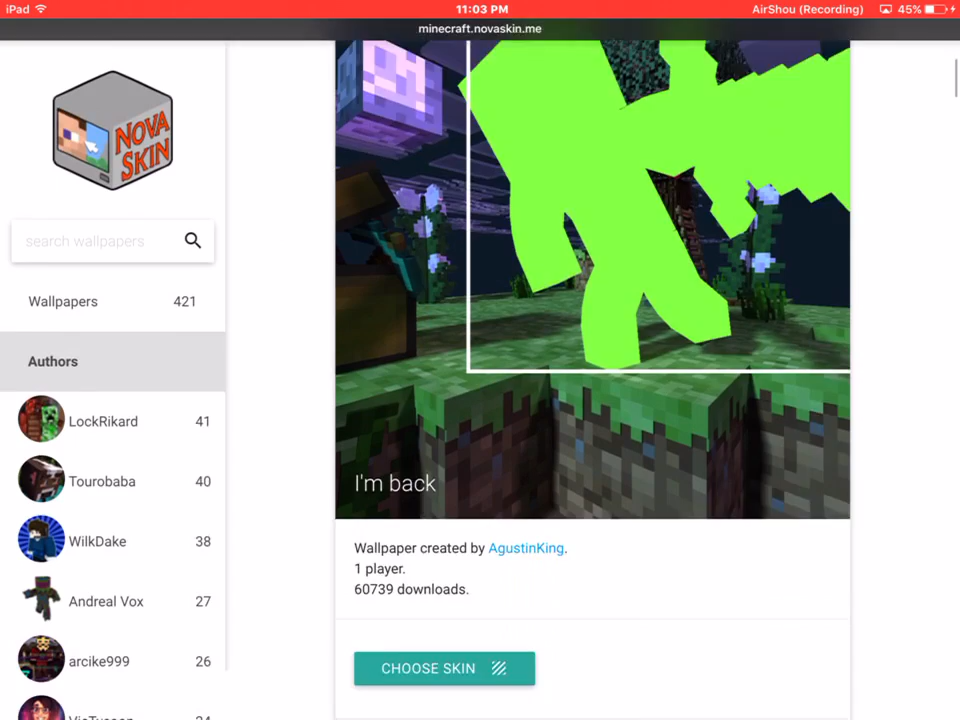 iPad 11:03 PM AirShou (Recording) 45%
minecraft.novaskin.me
NOVA
SKIN
search wallpapers
Wallpapers 421
Authors
LockRikard 41
Tourobaba 40
WilkDake 38
Andreal Vox 27
arcike999 26
I'm back
Wallpaper created by AgustinKing.
1 player.
60739 downloads.
CHOOSE SKIN